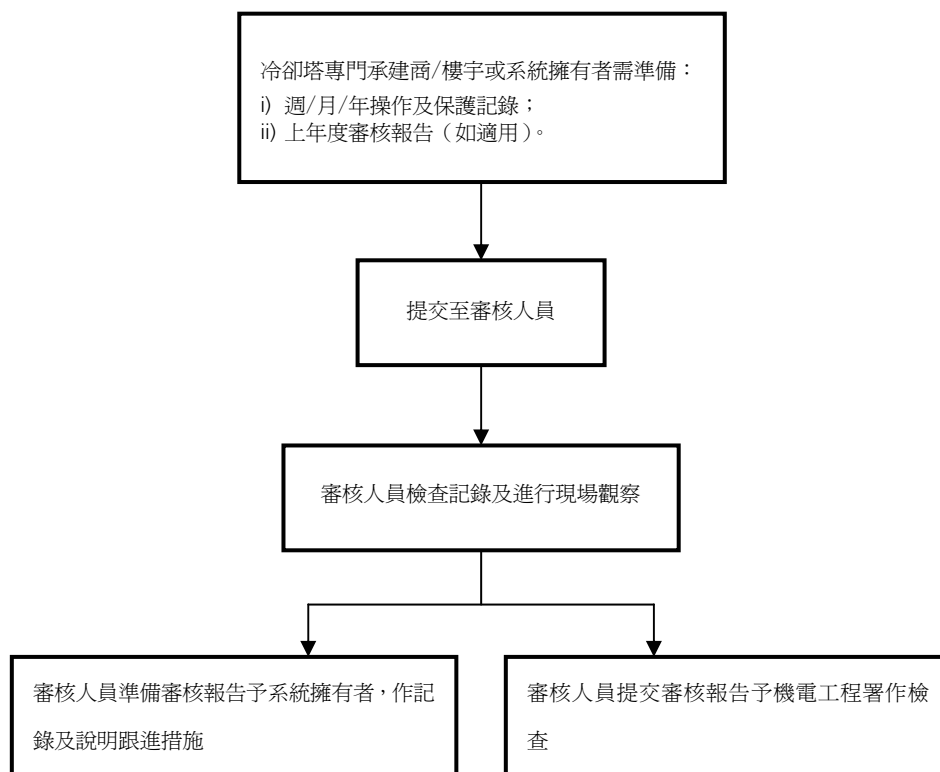 冷卻塔專門承建商/樓宇或系統擁有者需準備：
i) 週/月/年操作及保護記錄；
ii) 上年度審核報告（如適用）。
提交至審核人員
審核人員檢查記錄及進行現場觀察
審核人員準備審核報告予系統擁有者，作記
錄及說明跟進措施
審核人員提交審核報告予機電工程署作檢
查